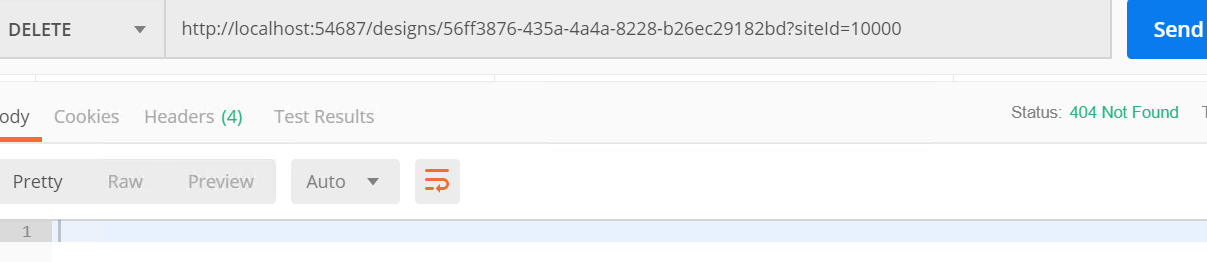 DELETE http://localhost:54687/designs/56ff3876-435a-4a4a-8228-b26ec29182bd?siteId=10000 Send
ody Cookies Headers (4) Test Results Status: 404 Not Found T
Pretty Raw Preview Auto
1